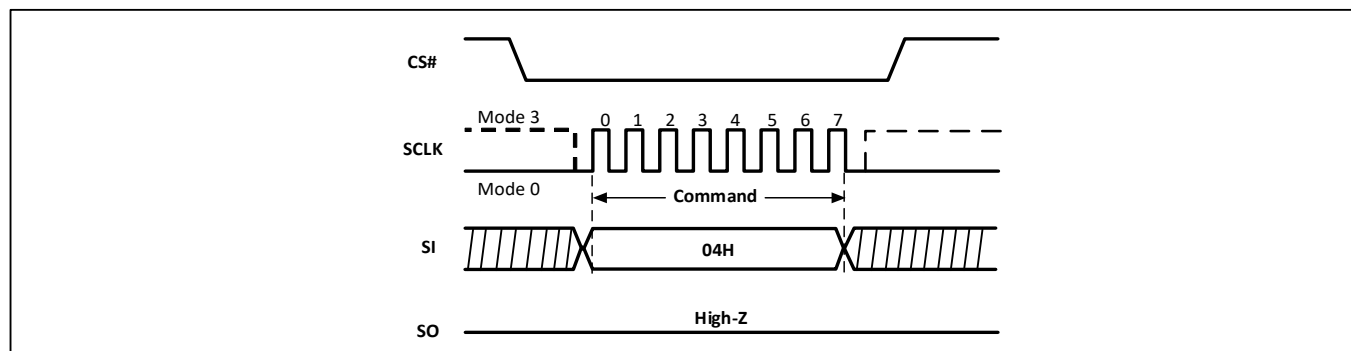 CS#
Mode 3
0 1 2 3 4 5 6 7
SCLK
Mode 0
Command
SI
04H
High-Z
SO